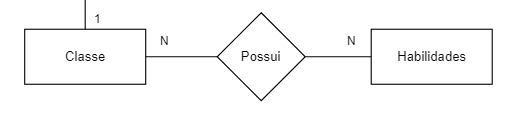 1
N
N
Classe
Possui
Habilidades